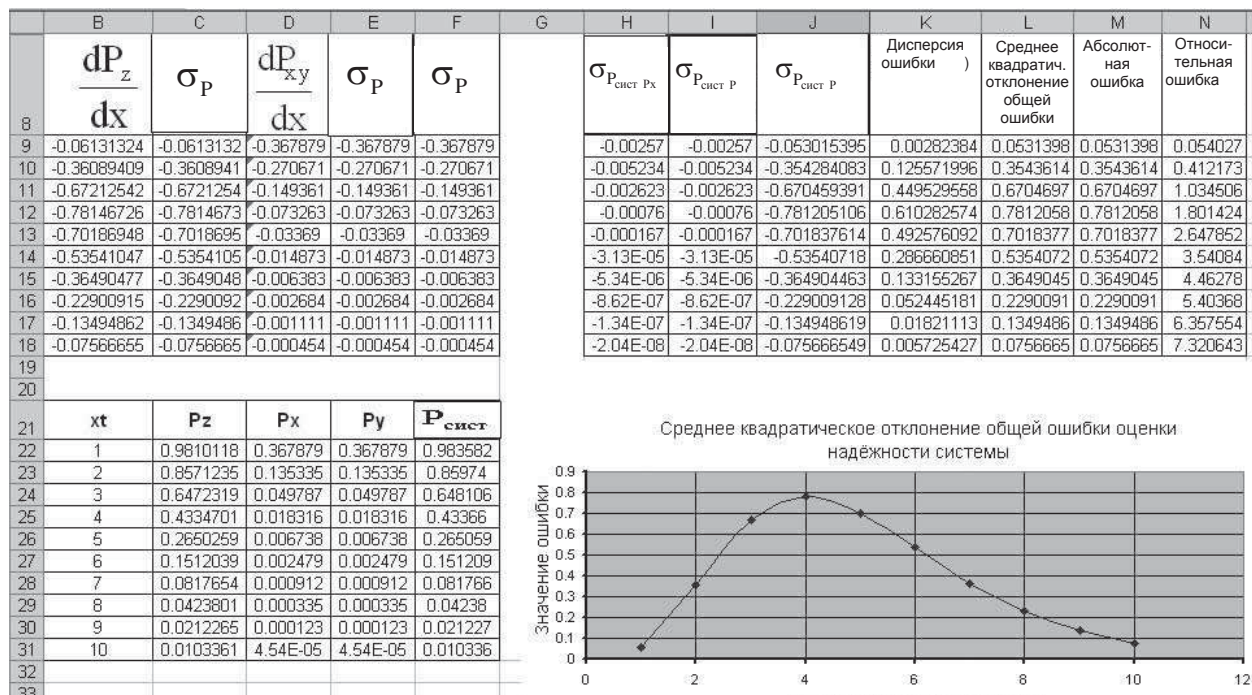 B C D E F G H I J K L M N
8 dP_z/dx σ_P dP_xy/dx σ_P σ_P σ_Pсист Px σ_Pсист P σ_Pсист P Дисперсия ошибки ) Среднее квадратич. отклонение общей ошибки Абсолют-ная ошибка Относи-тельная ошибка
9 -0.06131324 -0.0613132 -0.367879 -0.367879 -0.367879 -0.00257 -0.00257 -0.053015395 0.00282384 0.0531398 0.0531398 0.054027
10 -0.36089409 -0.3608941 -0.270671 -0.270671 -0.270671 -0.005234 -0.005234 -0.354284083 0.125571996 0.3543614 0.3543614 0.412173
11 -0.67212542 -0.6721254 -0.149361 -0.149361 -0.149361 -0.002623 -0.002623 -0.670459391 0.449529558 0.6704697 0.6704697 1.034506
12 -0.78146726 -0.7814673 -0.073263 -0.073263 -0.073263 -0.00076 -0.00076 -0.781205106 0.610282574 0.7812058 0.7812058 1.801424
13 -0.70186948 -0.7018695 -0.03369 -0.03369 -0.03369 -0.000167 -0.000167 -0.701837614 0.492576092 0.7018377 0.7018377 2.647852
14 -0.53541047 -0.5354105 -0.014873 -0.014873 -0.014873 -3.13E-05 -3.13E-05 -0.53540718 0.286660851 0.5354072 0.5354072 3.54084
15 -0.36490477 -0.3649048 -0.006383 -0.006383 -0.006383 -5.34E-06 -5.34E-06 -0.364904463 0.133155267 0.3649045 0.3649045 4.46278
16 -0.22900915 -0.2290092 -0.002684 -0.002684 -0.002684 -8.62E-07 -8.62E-07 -0.229009128 0.052445181 0.2290091 0.2290091 5.40368
17 -0.13494862 -0.1349486 -0.001111 -0.001111 -0.001111 -1.34E-07 -1.34E-07 -0.134948619 0.01821113 0.1349486 0.1349486 6.357554
18 -0.07566655 -0.0756665 -0.000454 -0.000454 -0.000454 -2.04E-08 -2.04E-08 -0.075666549 0.005725427 0.0756665 0.0756665 7.320643
19
20
21 xt Pz Px Py Pсист
22 1 0.9810118 0.367879 0.367879 0.983582
23 2 0.8571235 0.135335 0.135335 0.85974
24 3 0.6472319 0.049787 0.049787 0.648106
25 4 0.4334701 0.018316 0.018316 0.43366
26 5 0.2650259 0.006738 0.006738 0.265059
27 6 0.1512039 0.002479 0.002479 0.151209
28 7 0.0817654 0.000912 0.000912 0.081766
29 8 0.0423801 0.000335 0.000335 0.04238
30 9 0.0212265 0.000123 0.000123 0.021227
31 10 0.0103361 4.54E-05 4.54E-05 0.010336
32
33
Среднее квадратическое отклонение общей ошибки оценки
надёжности системы
Значение ошибки
0.9
0.8
0.7
0.6
0.5
0.4
0.3
0.2
0.1
0
0 2 4 6 8 10 12